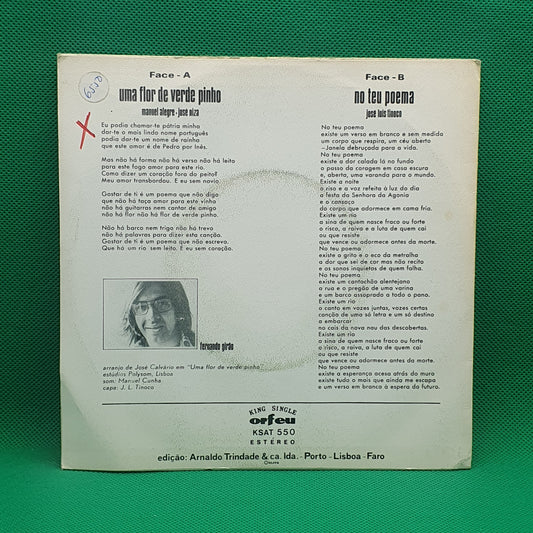 6550
X
Face - A
uma flor de verde pinho
manuel alegre - josé niza
Eu podia chamar-te pátria minha
dar-te o mais lindo nome português
podia dar-te um nome de rainha
que este amor é de Pedro por Inês.
Mas não há forma não há verso não há leito
para este fogo amor para este rio.
Como dizer um coração fora do peito?
Meu amor transbordou. E eu sem navio.
Gostar de ti é um poema que não digo
que não há taça amor para este vinho
não há guitarras nem cantar de amigo
não há flor não há flor de verde pinho.
Não há barco nem trigo não há trevo
não há palavras para dizer esta canção.
Gostar de ti é um poema que não escrevo.
Que há um rio sem leito. E eu sem coração.
fernando girão
arranjo de José Calvário em "Uma flor de verde pinho"
estúdios Polysom, Lisboa
som: Manuel Cunha
capa: J. L. Tinoco
Face - B
no teu poema
josé luis tinoco
No teu poema
existe um verso em branco e sem medida
um corpo que respira, um céu aberto
-Janela debruçada para a vida.
No teu poema
existe a dor calada lá no fundo
o passo da coragem em casa escura
e, aberta, uma varanda para o mundo.
Existe a noite
o riso e a voz refeita à luz do dia
a festa da Senhora da Agonia
e o cansaço
do corpo que adormece em cama fria.
Existe um rio
a sina de quem nasce fraco ou forte
o risco, a raiva e a luta de quem cai
ou que resiste
que vence ou adormece antes da morte.
No teu poema
existe o grito e o eco da metralha
a dor que sei de cor mas não recito
e os sonos inquietos de quem falha.
No teu poema
existe um cantochão alentejano
a rua e o pregão de uma varina
e um barco assoprado a todo o pano.
Existe um rio
o canto em vozes juntas, vozes certas
canção de uma só letra e um só destino
a embarcar
no cais da nova nau das descobertas.
Existe um rio
a sina de quem nasce fraco ou forte
o risco, a raiva, a luta de quem cai
ou que resiste
que vence ou adormece antes da morte.
No teu poema
existe a esperança acesa atrás do muro
existe tudo o mais que ainda me escapa
e um verso em branco à espera do futuro.
KING SINGLE
orfeu
KSAT 550
ESTEREO
edição: Arnaldo Trindade & ca. lda. - Porto - Lisboa - Faro